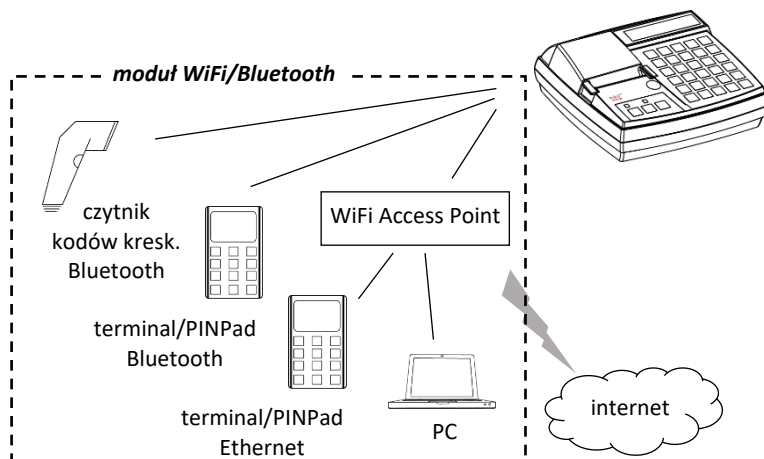 moduł WiFi/Bluetooth
czytnik
kodów kresk.
Bluetooth
WiFi Access Point
terminal/PINPad
Bluetooth
terminal/PINPad
Ethernet
PC
internet